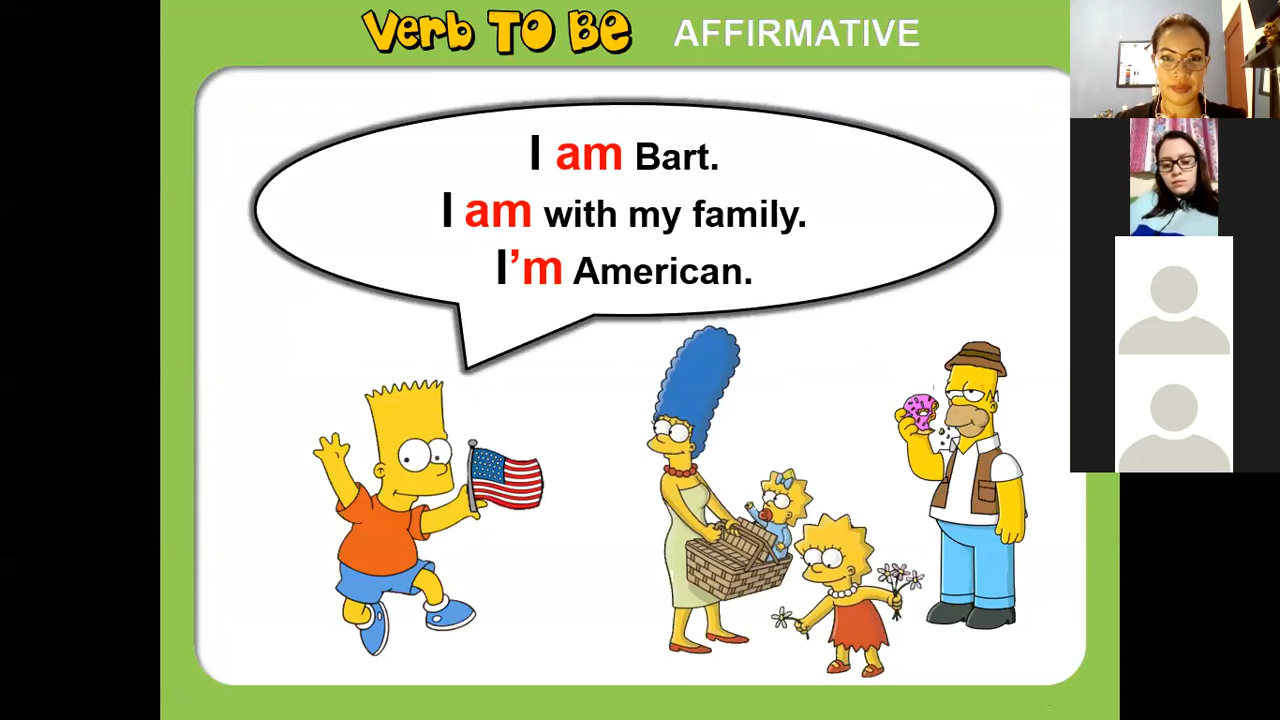 Verb TO BE AFFIRMATIVE
I am Bart.
I am with my family.
I’m American.